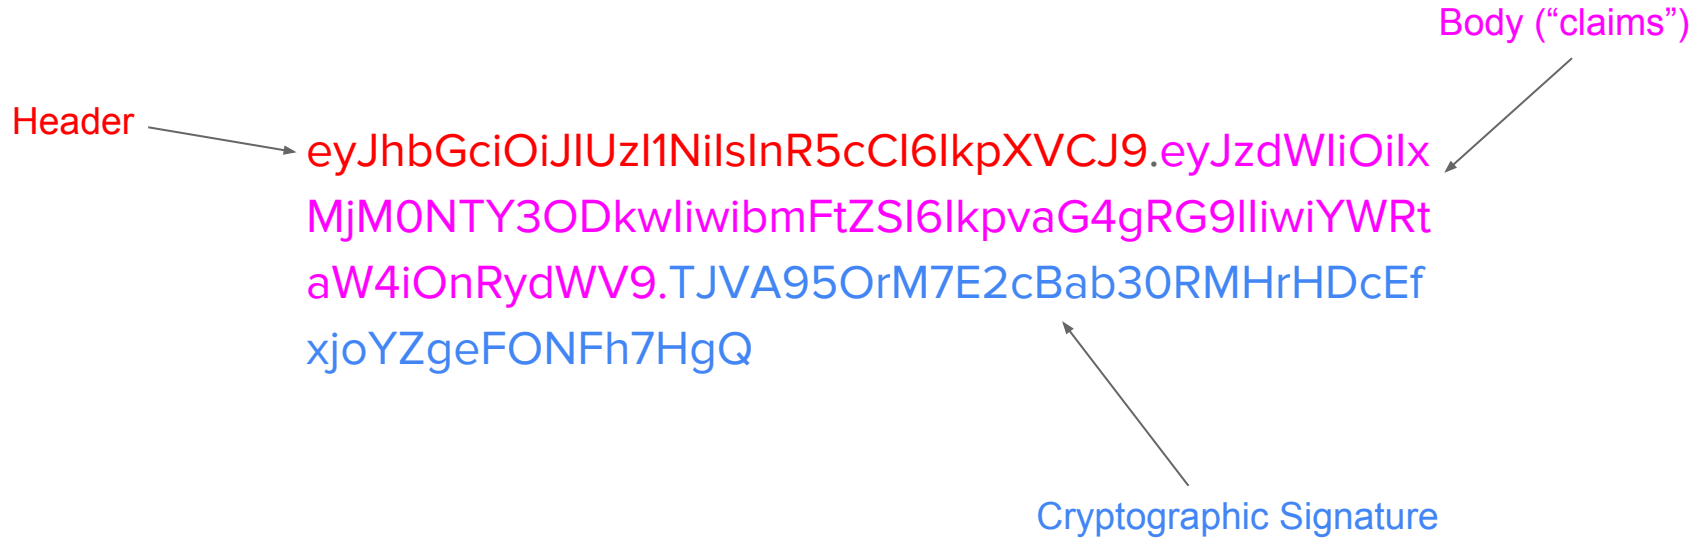 Body (“claims”)
Header
eyJhbGciOiJIUzI1NiIsInR5cCI6IkpXVCJ9.eyJzdWIiOiIx
MjM0NTY3ODkwIiwibmFtZSI6IkpvaG4gRG9lIiwiYWRt
aW4iOnRydWV9.TJVA95OrM7E2cBab30RMHrHDcEf
xjoYZgeFONFh7HgQ
Cryptographic Signature